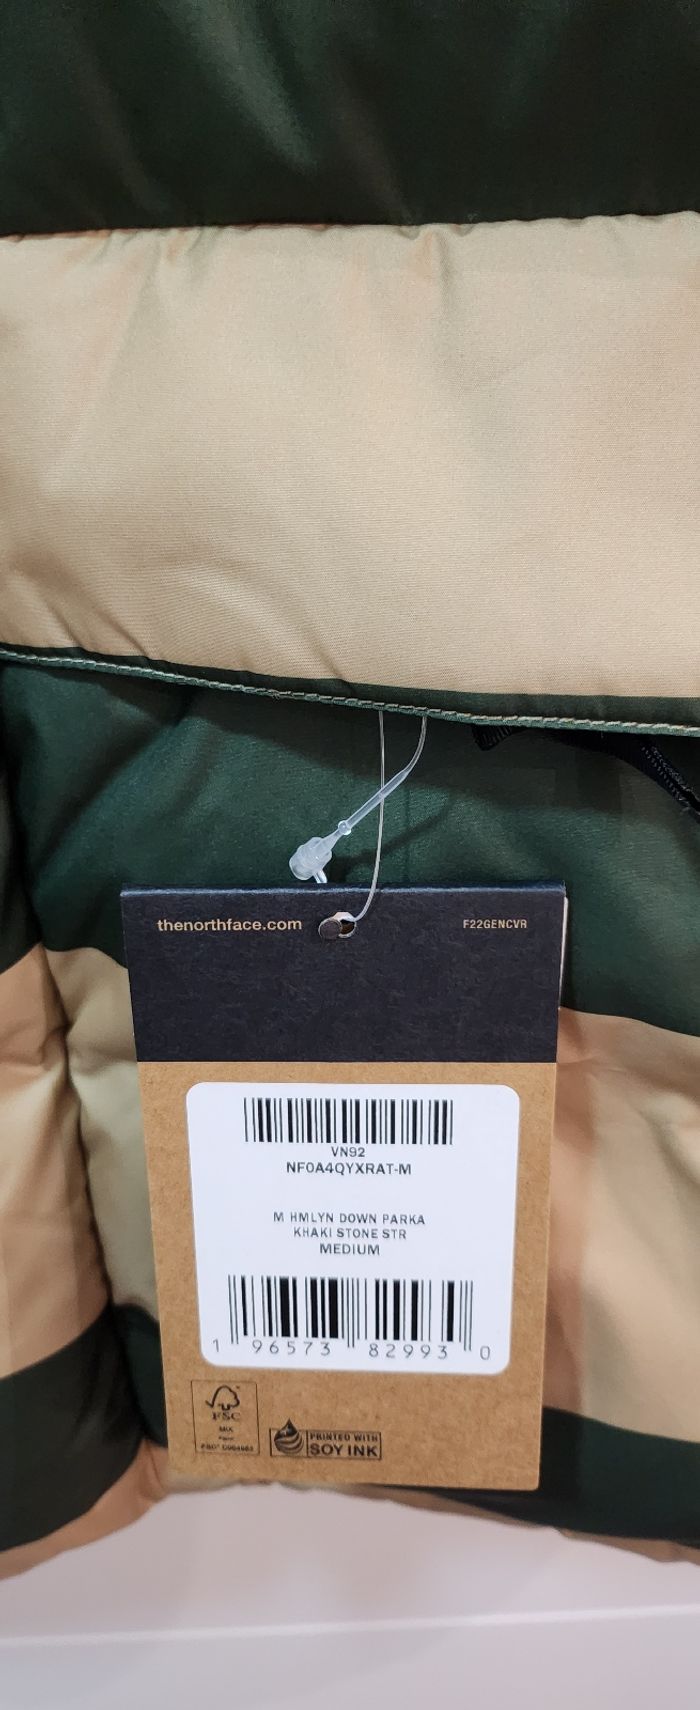 thenorthface.com
F22GENCVR
VN92
NF0A4QYXRAT-M
M HMLYN DOWN PARKA
KHAKI STONE STR
MEDIUM
1 96573 82993 0
FSC
MIX
PRINTED WITH
SOY INK